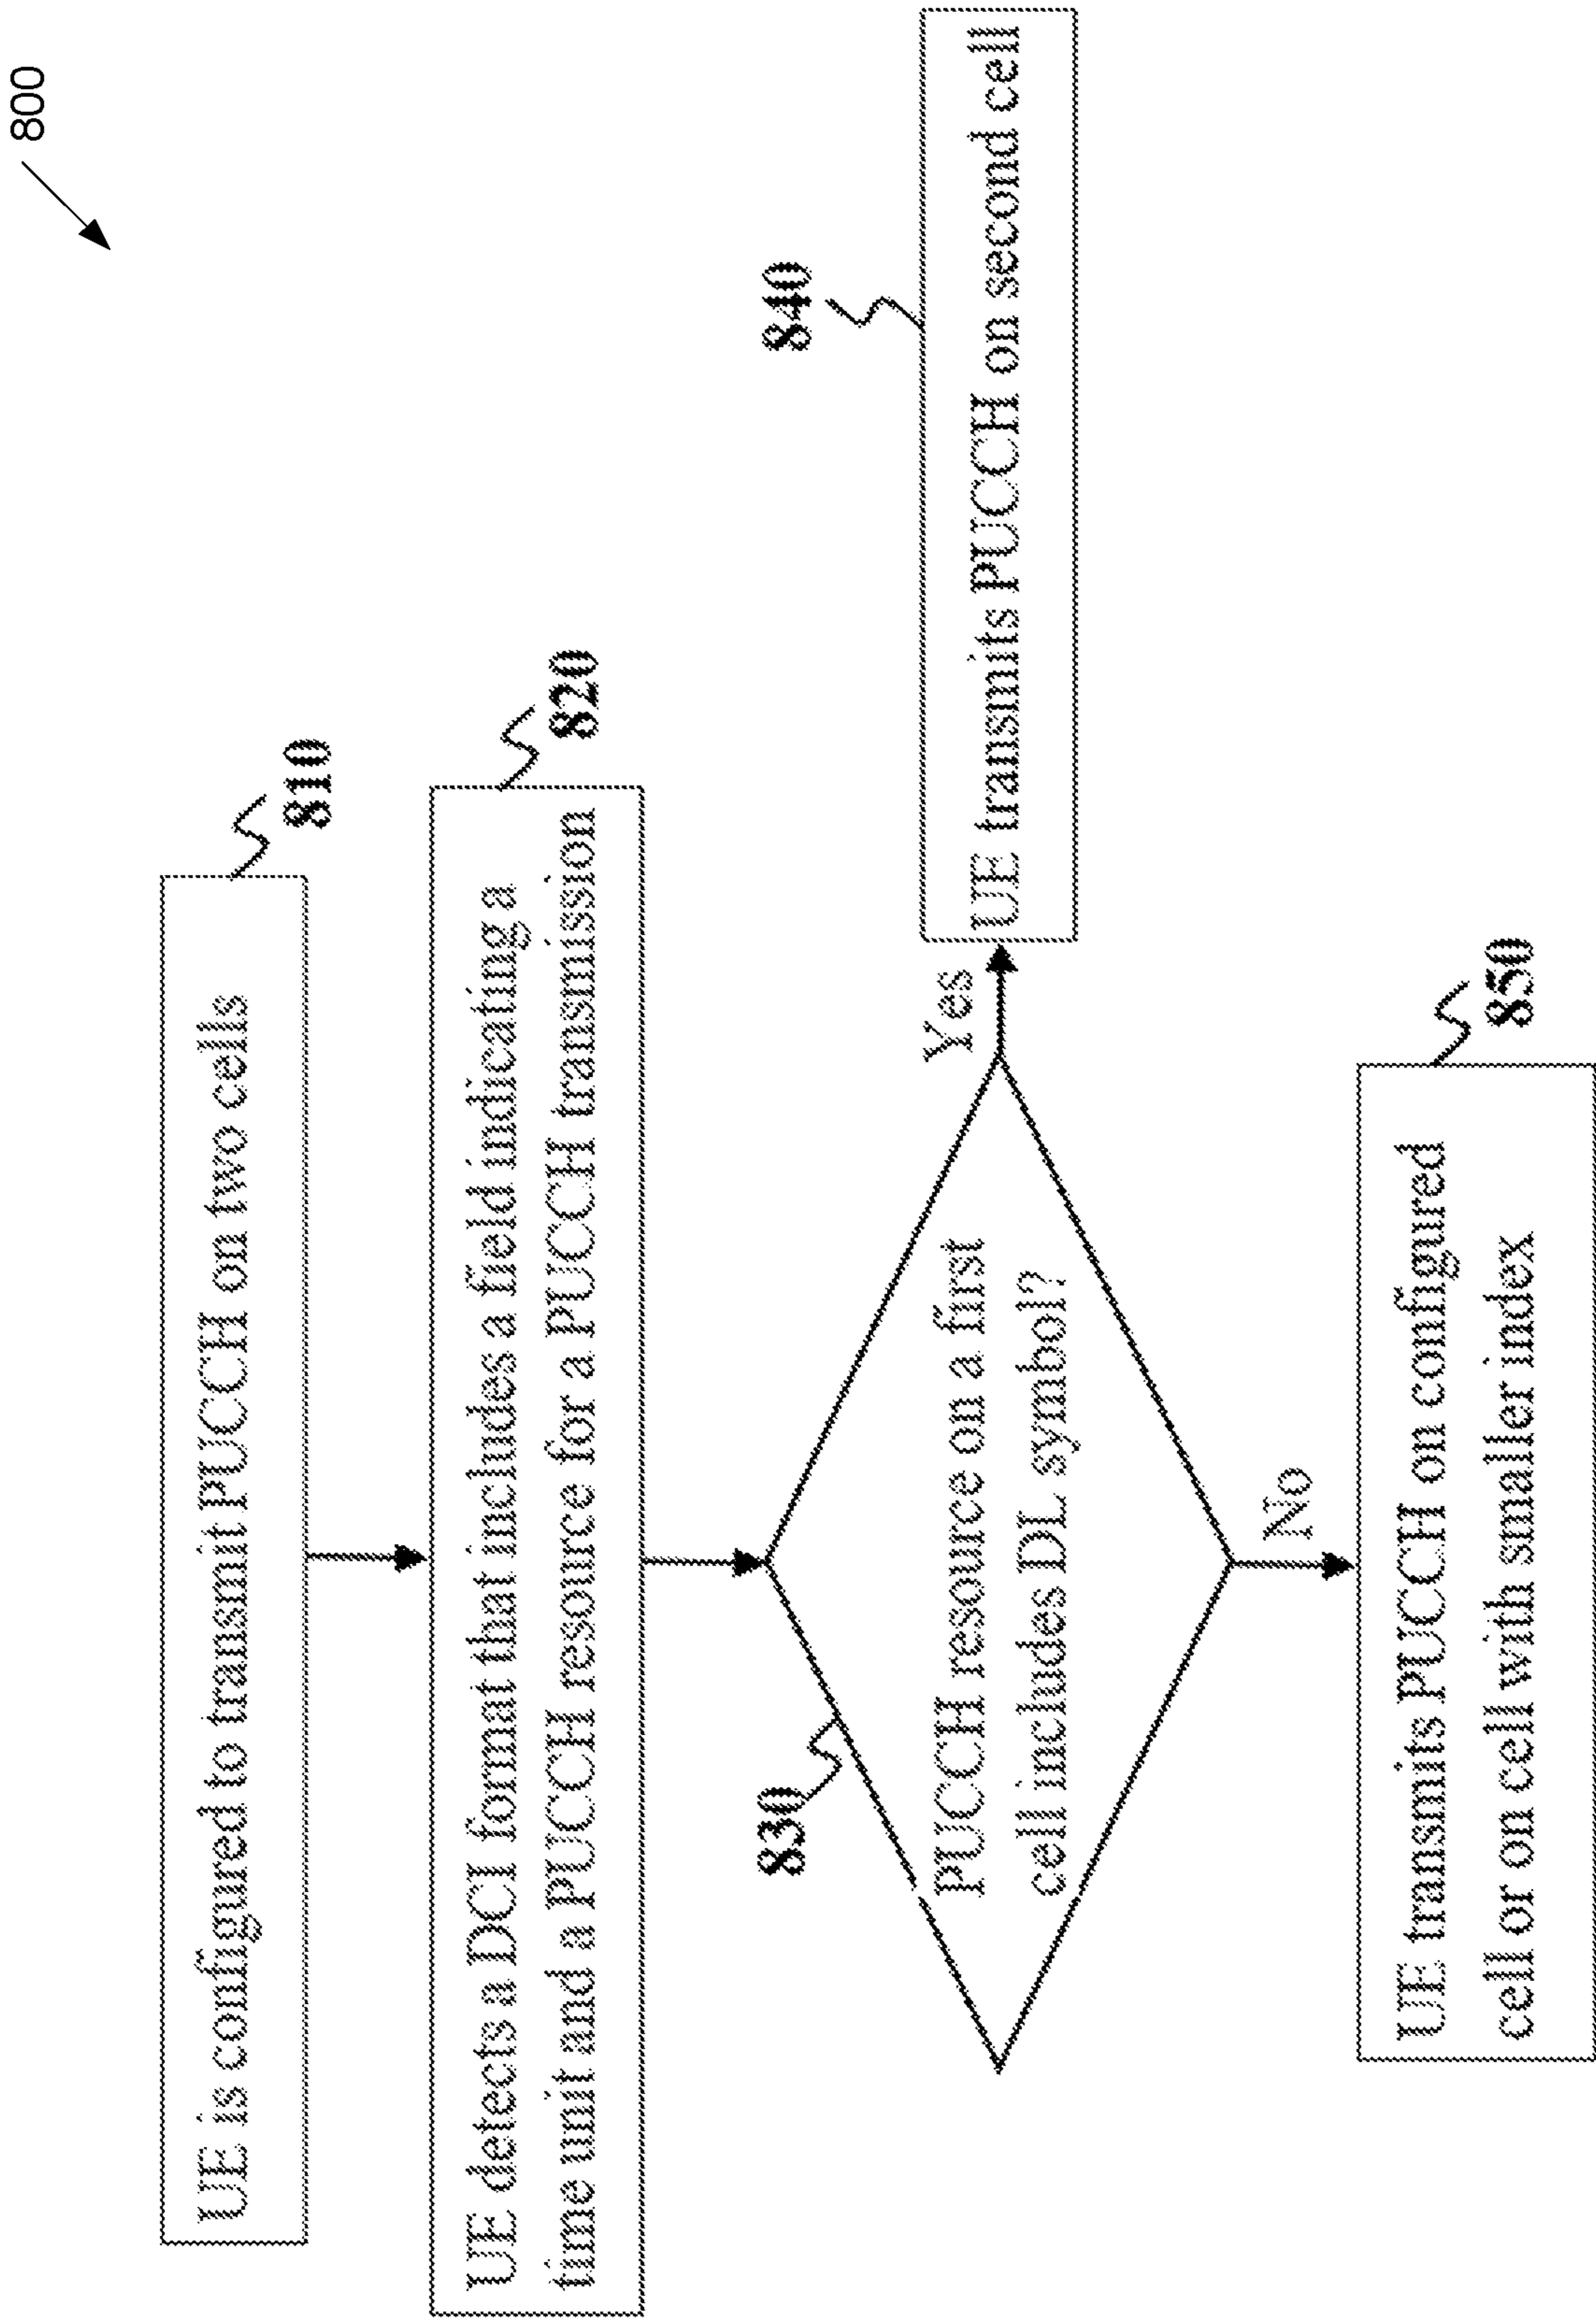 800
UE is configured to transmit PUCCH on two cells
810
UE detects a DCI format that includes a field indicating a
time unit and a PUCCH resource for a PUCCH transmission
820
830
PUCCH resource on a first
cell includes DL symbol?
Yes
840
UE transmits PUCCH on second cell
No
850
UE transmits PUCCH on configured
cell or on cell with smaller index